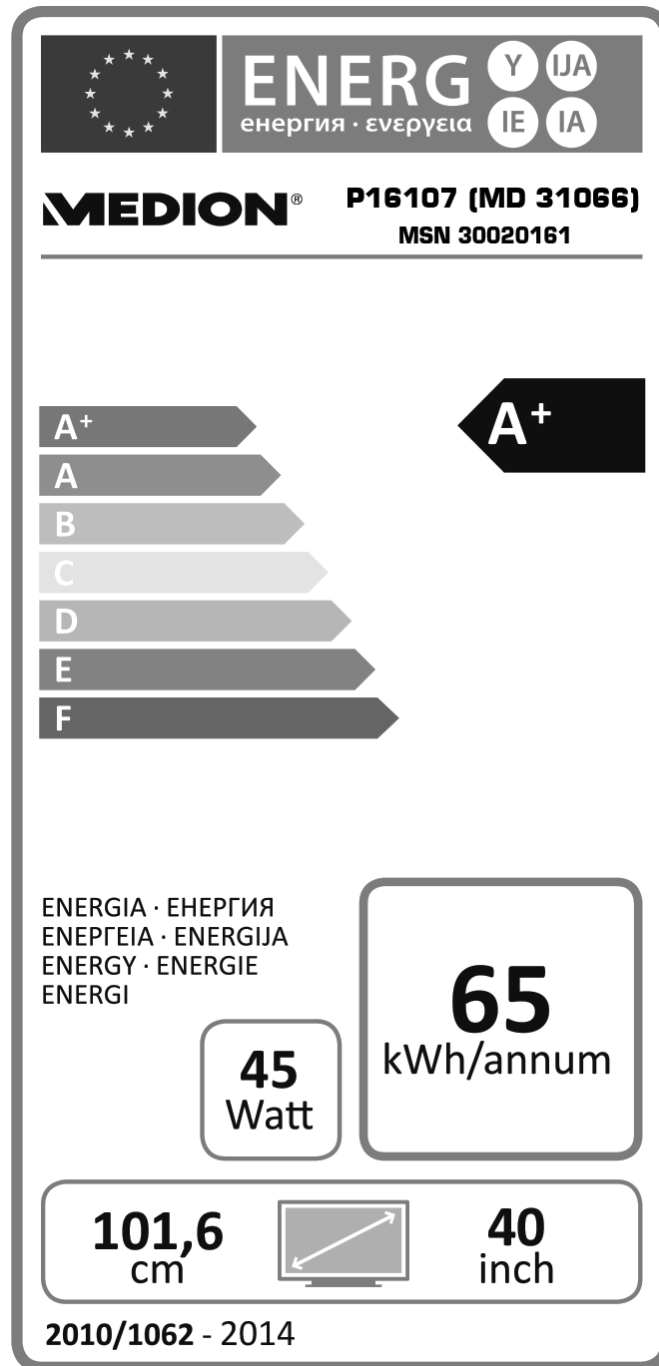 ENERG Y IJA
енергия · ενεργεια IE IA
MEDION® P16107 (MD 31066)
MSN 30020161
A⁺
A⁺
A
B
C
D
E
F
ENERGIA · ЕНЕРГИЯ
ΕΝΕΡΓΕΙΑ · ENERGIJA
ENERGY · ENERGIE
ENERGI
65
kWh/annum
45
Watt
101,6
cm
40
inch
2010/1062 - 2014